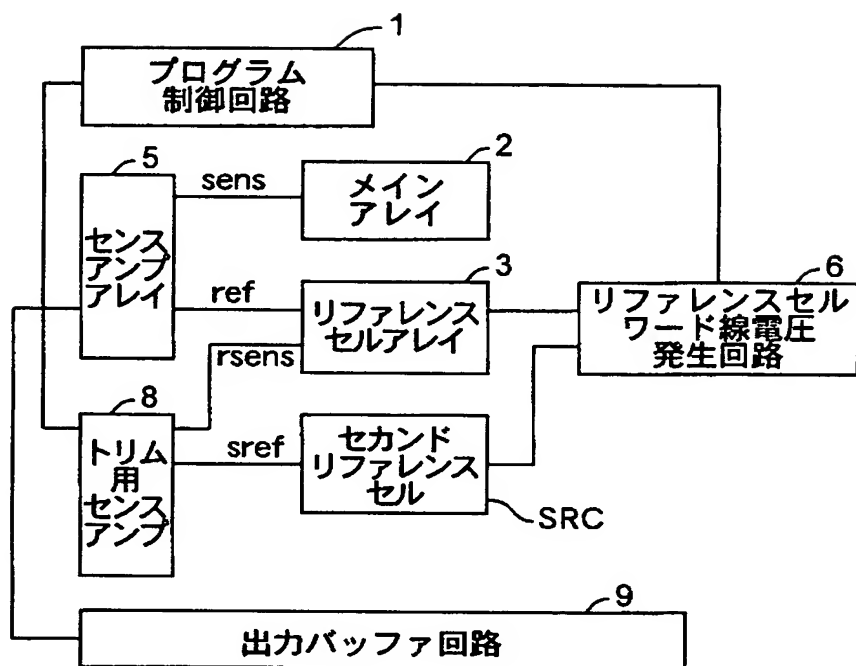 1
プログラム
制御回路
5
センス
アンプ
アレイ
sens
2
メイン
アレイ
ref
3
リファレンス
セルアレイ
rsens
6
リファレンスセル
ワード線電圧
発生回路
8
トリム
用
センス
アンプ
sref
セカンド
リファレンス
セル
SRC
9
出力バッファ回路